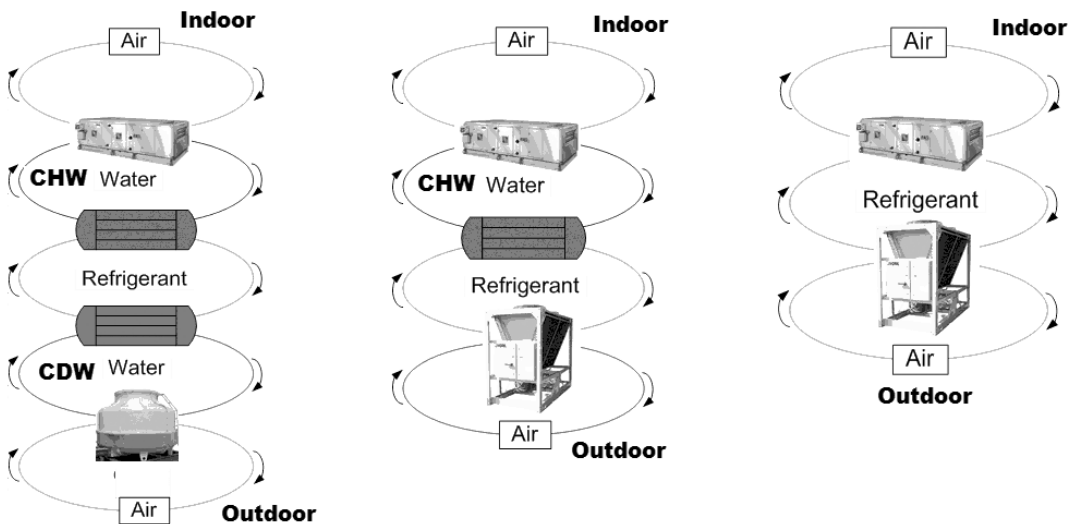 Indoor
Air
CHW Water
Refrigerant
CDW Water
Air
Outdoor
Indoor
Air
CHW Water
Refrigerant
Air
Outdoor
Indoor
Air
Refrigerant
Air
Outdoor